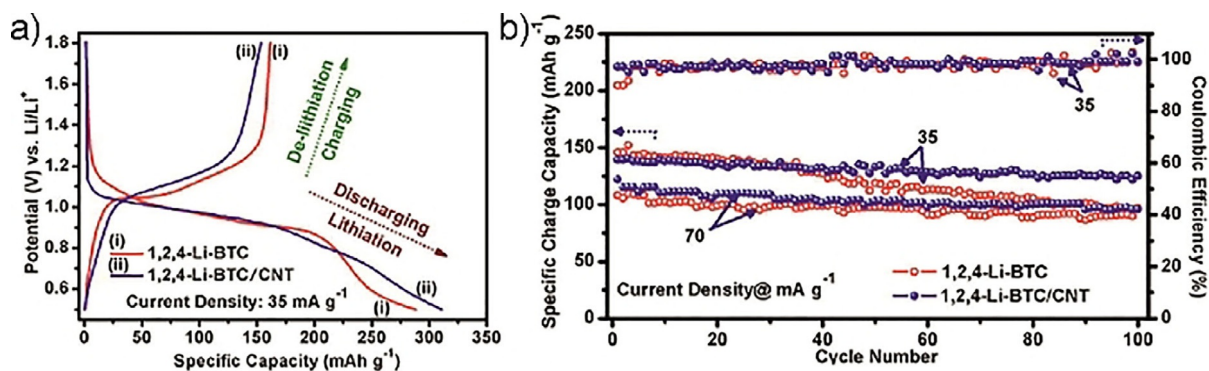 a)
Potential (V) vs. Li/Li⁺
1.8
1.6
1.4
1.2
1.0
0.8
0.6
(ii)
(i)
De-lithiation
Charging
Discharging
Lithiation
(i) 1,2,4-Li-BTC
(ii) 1,2,4-Li-BTC/CNT
Current Density: 35 mA g⁻¹
(i)
(ii)
0 50 100 150 200 250 300 350
Specific Capacity (mAh g⁻¹)
b)
Specific Charge Capacity (mAh g⁻¹)
250
200
150
100
50
0
35
35
70
1,2,4-Li-BTC
1,2,4-Li-BTC/CNT
Current Density@ mA g⁻¹
0 20 40 60 80 100
Cycle Number
100
80
60
40
20
0
Coulombic Efficiency (%)